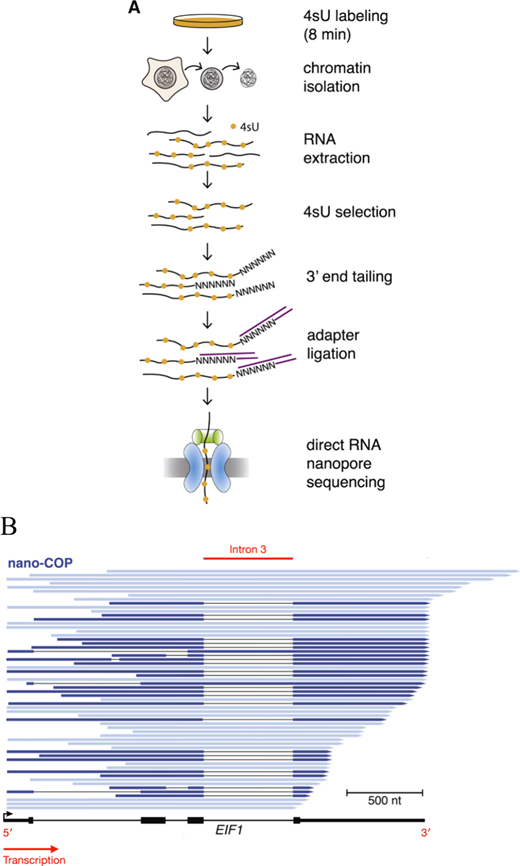 A
4sU labeling
(8 min)
chromatin
isolation
4sU
RNA
extraction
4sU selection
NNNNNN
NNNNNN
NNNNNN
3' end tailing
NNNNNN
NNNNNN
NNNNNN
adapter
ligation
direct RNA
nanopore
sequencing
B
nano-COP
Intron 3
500 nt
EIF1
5′
3′
Transcription